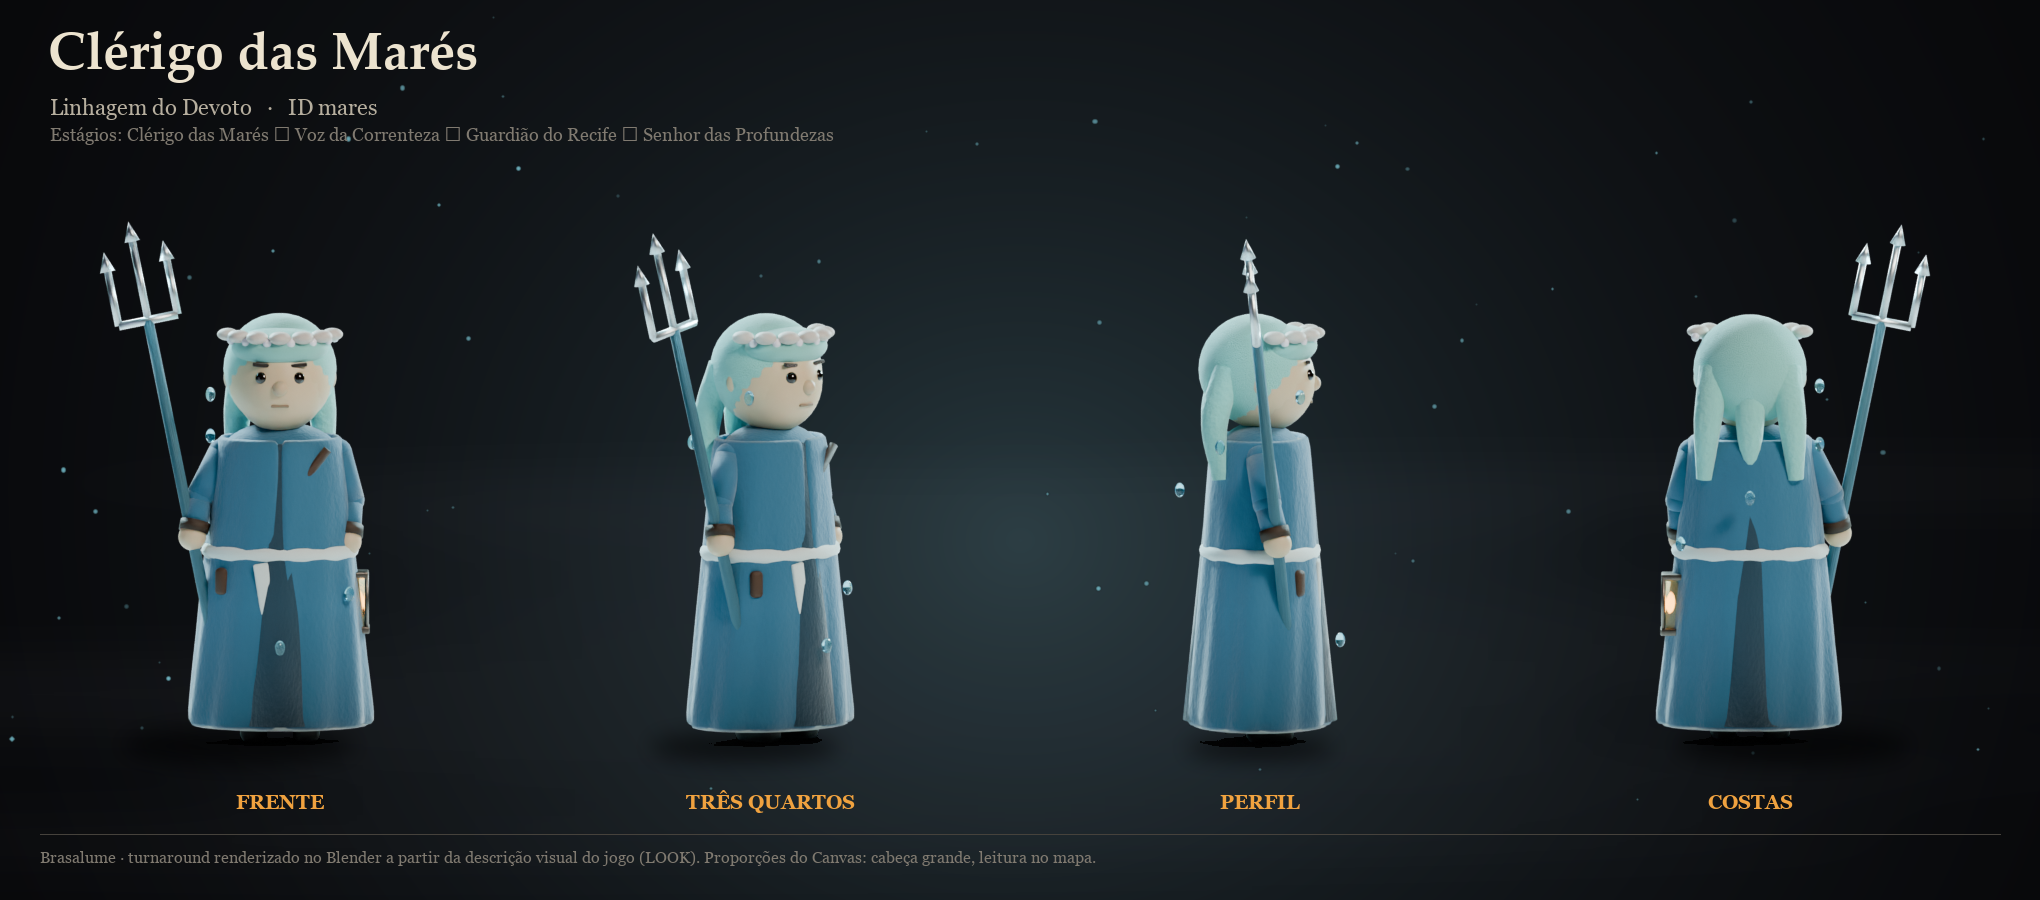 Clérigo das Marés
Linhagem do Devoto · ID mares
Estágios: Clérigo das Marés ☐ Voz da Correnteza ☐ Guardião do Recife ☐ Senhor das Profundezas
FRENTE
TRÊS QUARTOS
PERFIL
COSTAS
Brasalume · turnaround renderizado no Blender a partir da descrição visual do jogo (LOOK). Proporções do Canvas: cabeça grande, leitura no mapa.